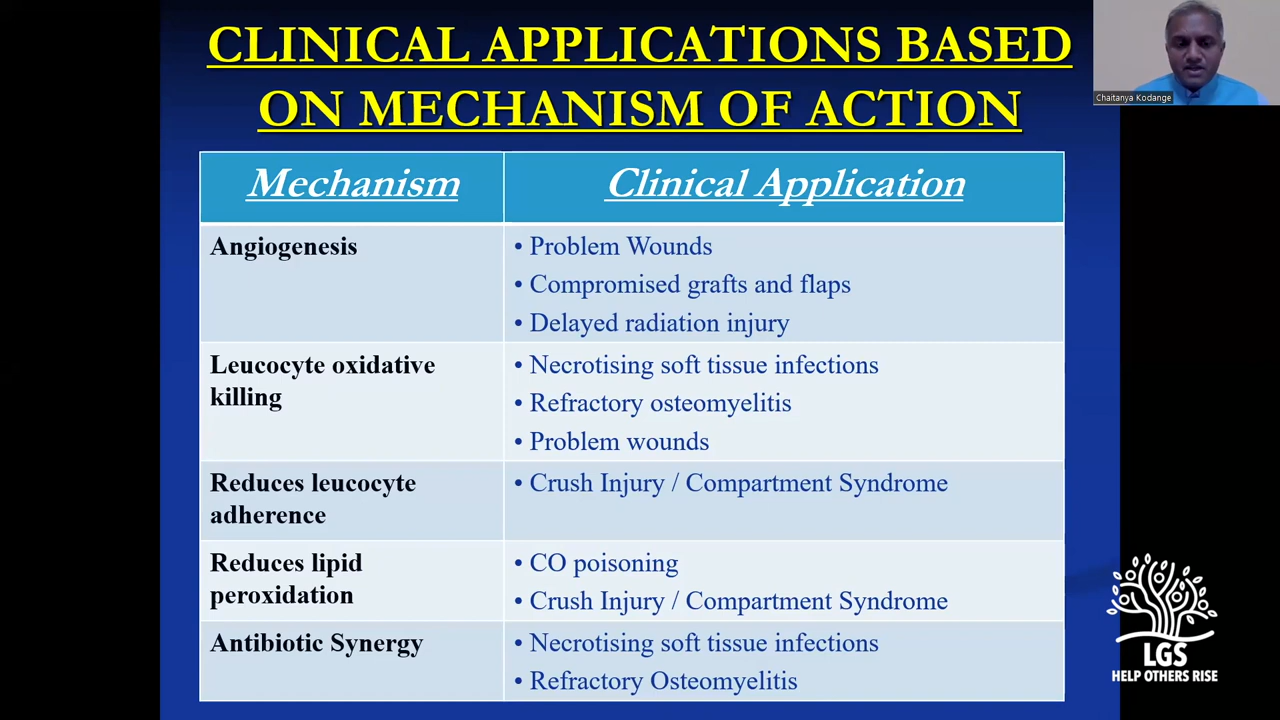 CLINICAL APPLICATIONS BASED
ON MECHANISM OF ACTION
Chaitanya Kodange
Mechanism
Clinical Application
Angiogenesis
• Problem Wounds
• Compromised grafts and flaps
• Delayed radiation injury
Leucocyte oxidative
killing
• Necrotising soft tissue infections
• Refractory osteomyelitis
• Problem wounds
Reduces leucocyte
adherence
• Crush Injury / Compartment Syndrome
Reduces lipid
peroxidation
• CO poisoning
• Crush Injury / Compartment Syndrome
Antibiotic Synergy
• Necrotising soft tissue infections
• Refractory Osteomyelitis
LGS
HELP OTHERS RISE